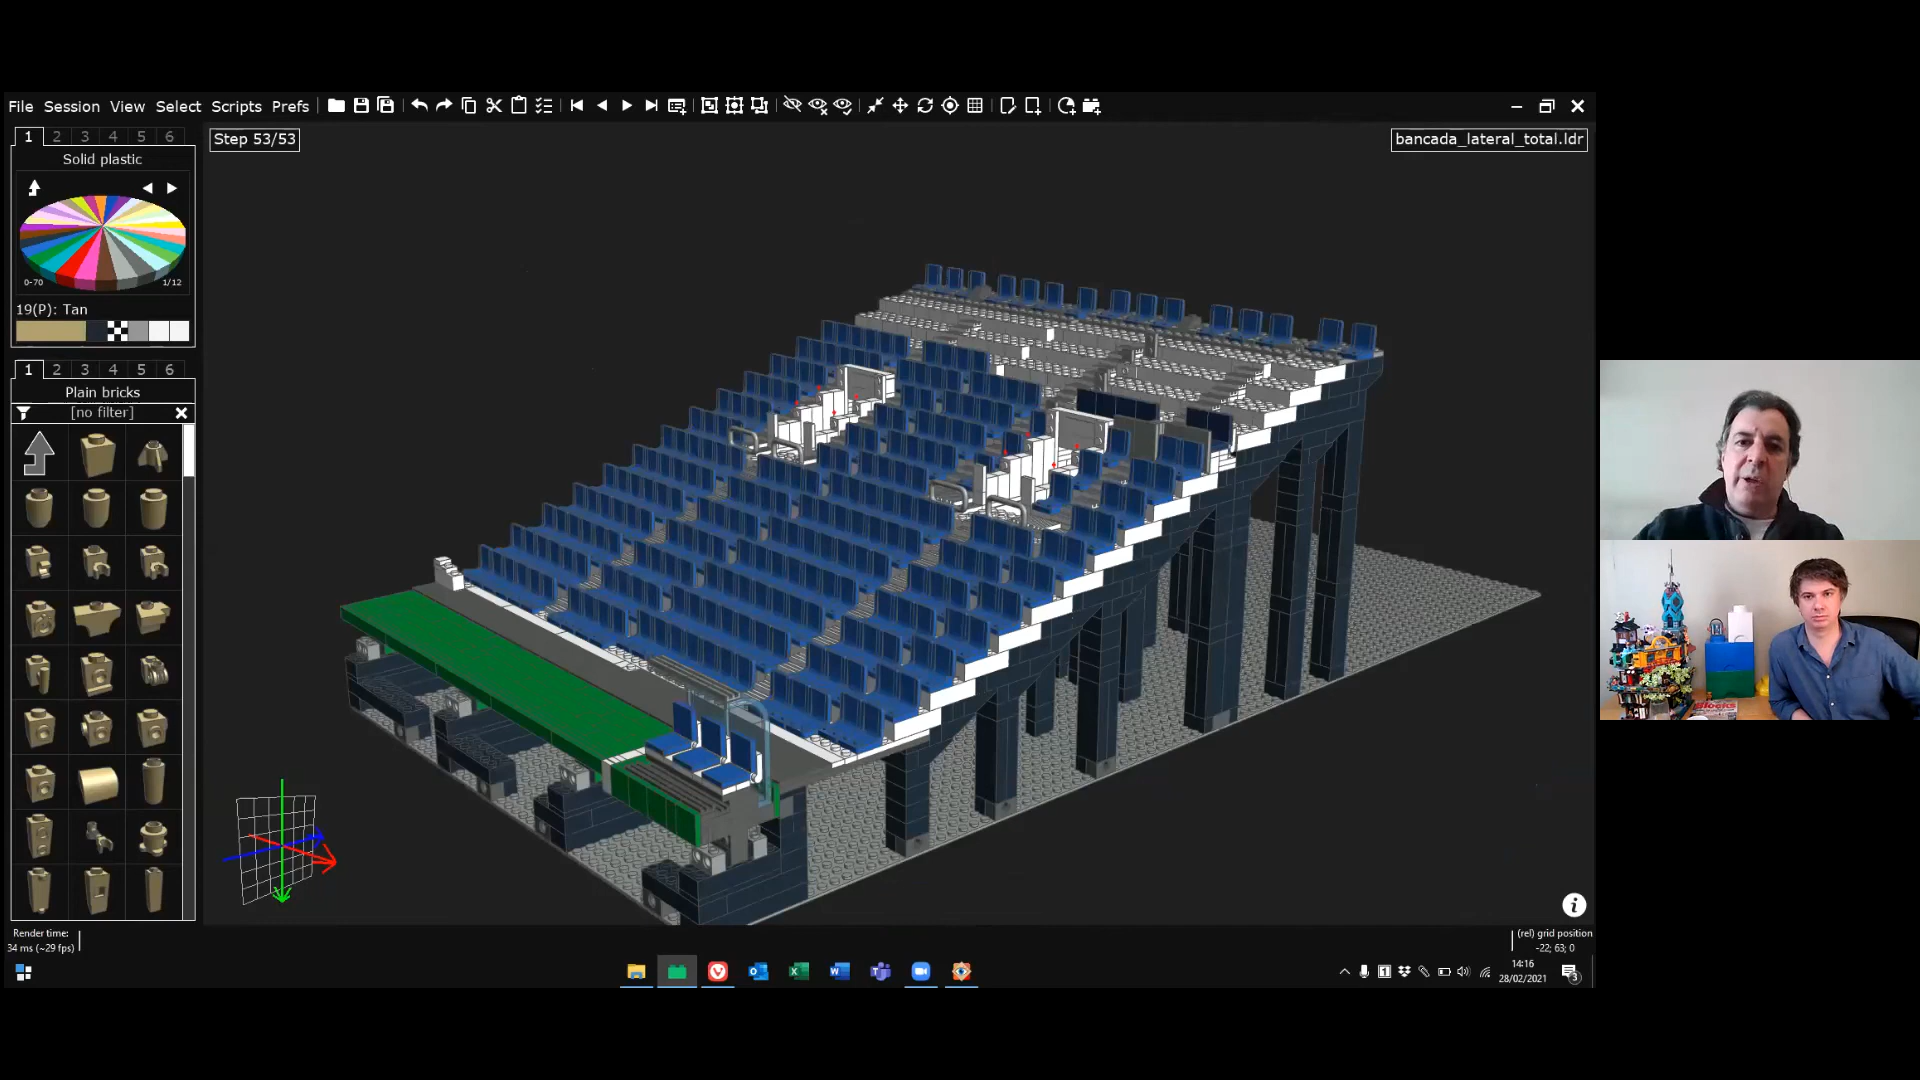 File Session View Select Scripts Prefs
1 2 3 4 5 6
Solid plastic
0-70
1/12
19(P): Tan
1 2 3 4 5 6
Plain bricks
[no filter]
Step 53/53
bancada_lateral_total.ldr
Render time:
34 ms (~29 fps)
(rel) grid position
-22; 63; 0
14:16
28/02/2021
3
Blocks